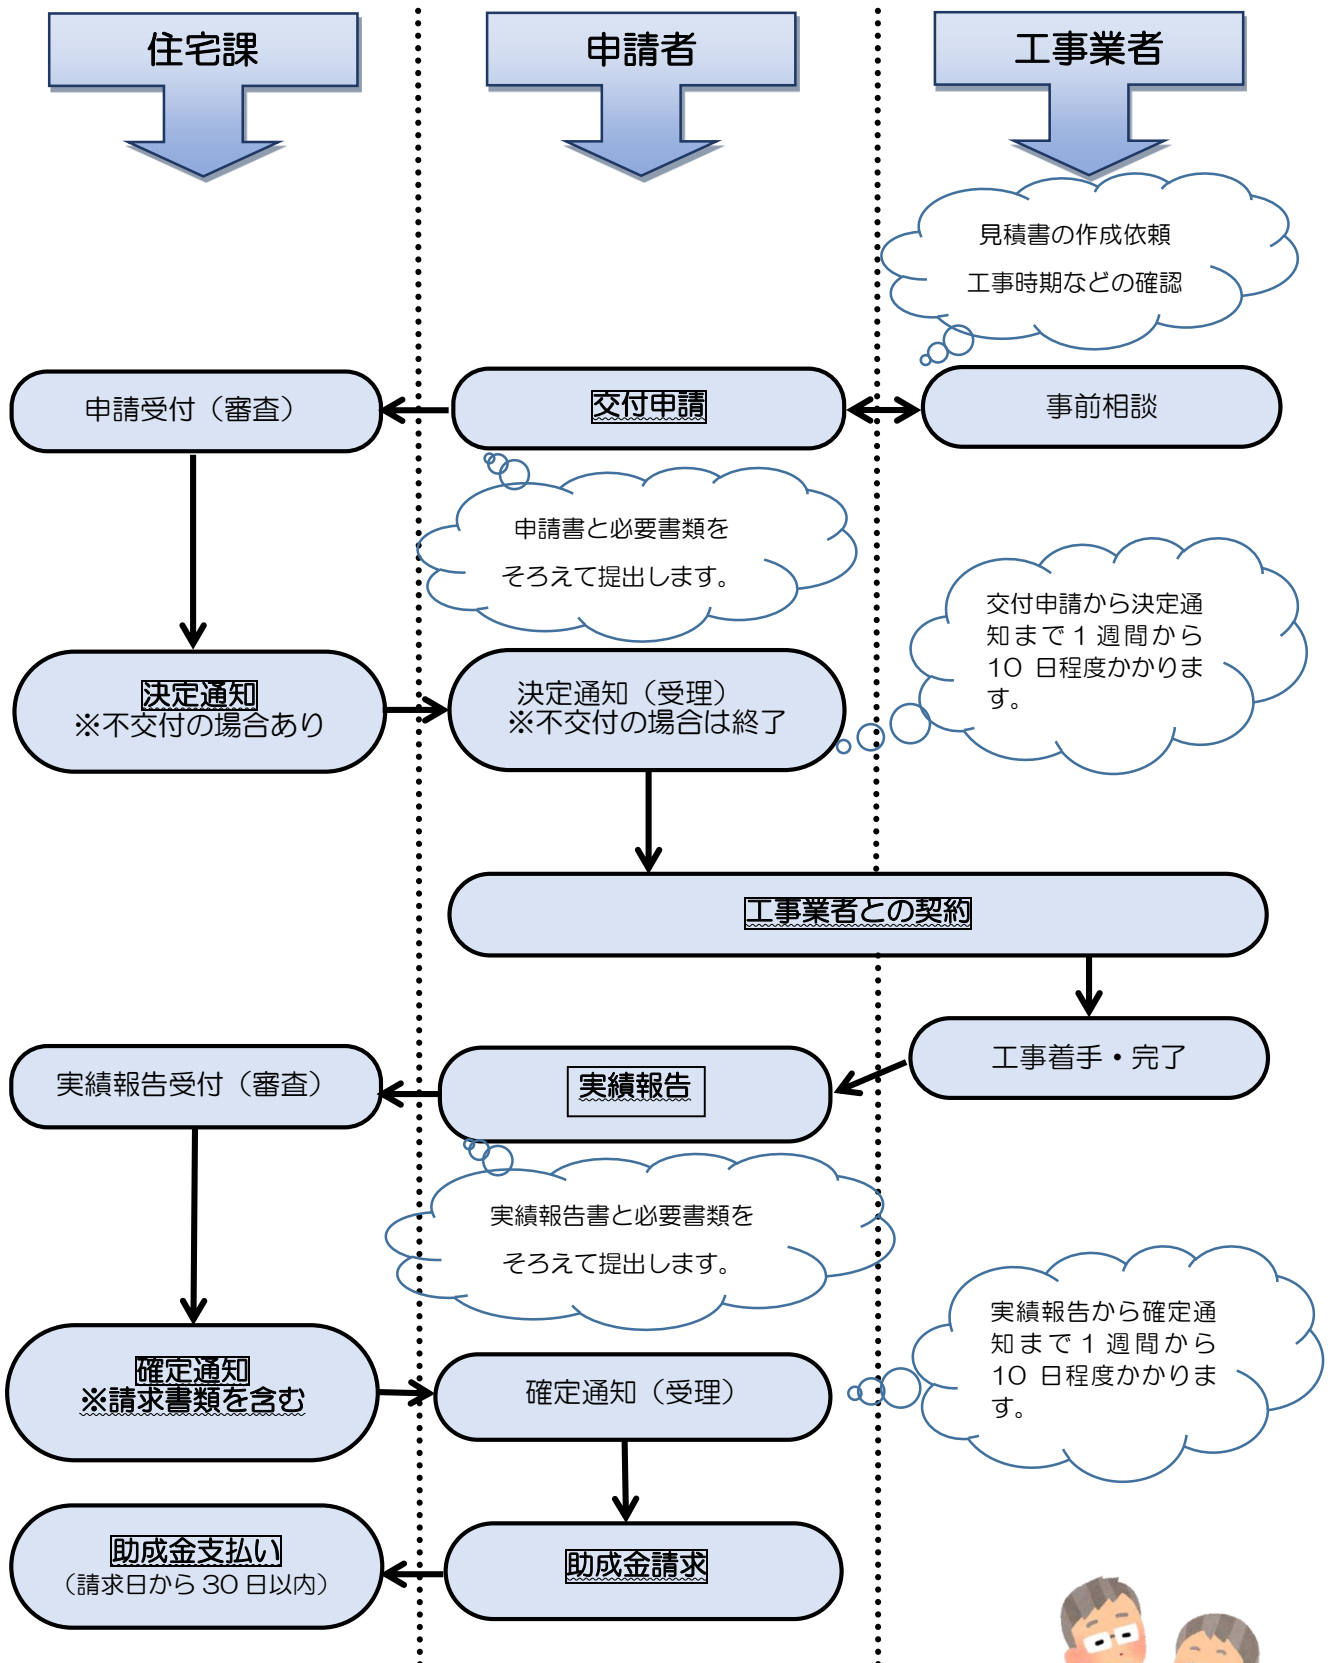 住宅課
申請者
工事業者
見積書の作成依頼
工事時期などの確認
申請受付（審査）
交付申請
事前相談
申請書と必要書類を
そろえて提出します。
交付申請から決定通
知まで１週間から
10 日程度かかりま
す。
決定通知
※不交付の場合あり
決定通知（受理）
※不交付の場合は終了
工事業者との契約
工事着手・完了
実績報告受付（審査）
実績報告
実績報告書と必要書類を
そろえて提出します。
実績報告から確定通
知まで１週間から
10 日程度かかりま
す。
確定通知
※請求書類を含む
確定通知（受理）
助成金支払い
（請求日から 30 日以内）
助成金請求